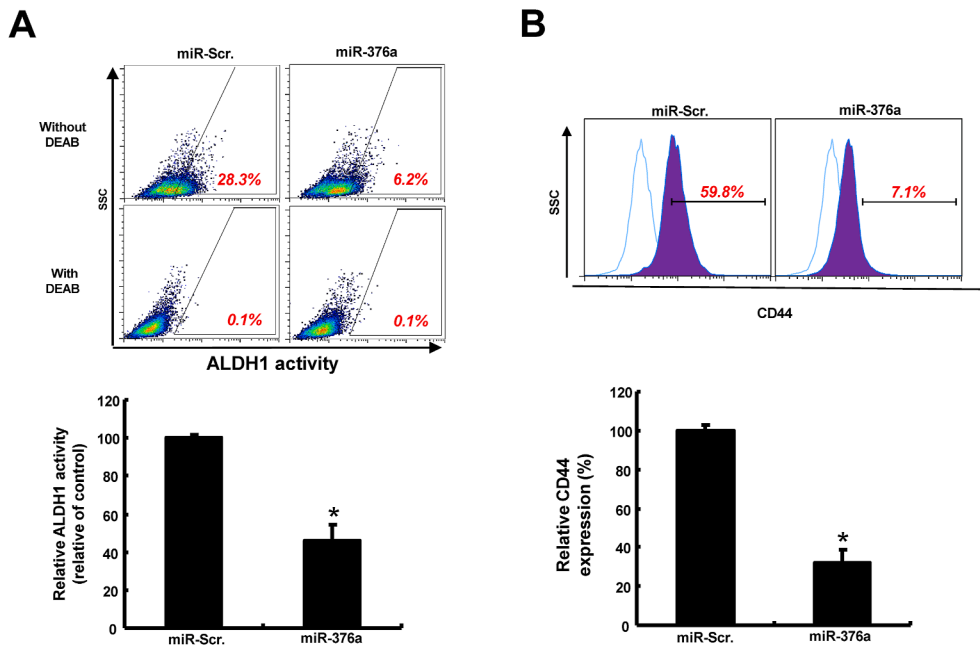 A
miR-Scr.
miR-376a
Without
DEAB
28.3%
6.2%
SSC
With
DEAB
0.1%
0.1%
ALDH1 activity
Relative ALDH1 activity
(relative of control)
120
100
80
60
40
20
0
*
miR-Scr.
miR-376a
B
miR-Scr.
miR-376a
SSC
59.8%
7.1%
CD44
Relative CD44
expression (%)
120
100
80
60
40
20
0
*
miR-Scr.
miR-376a